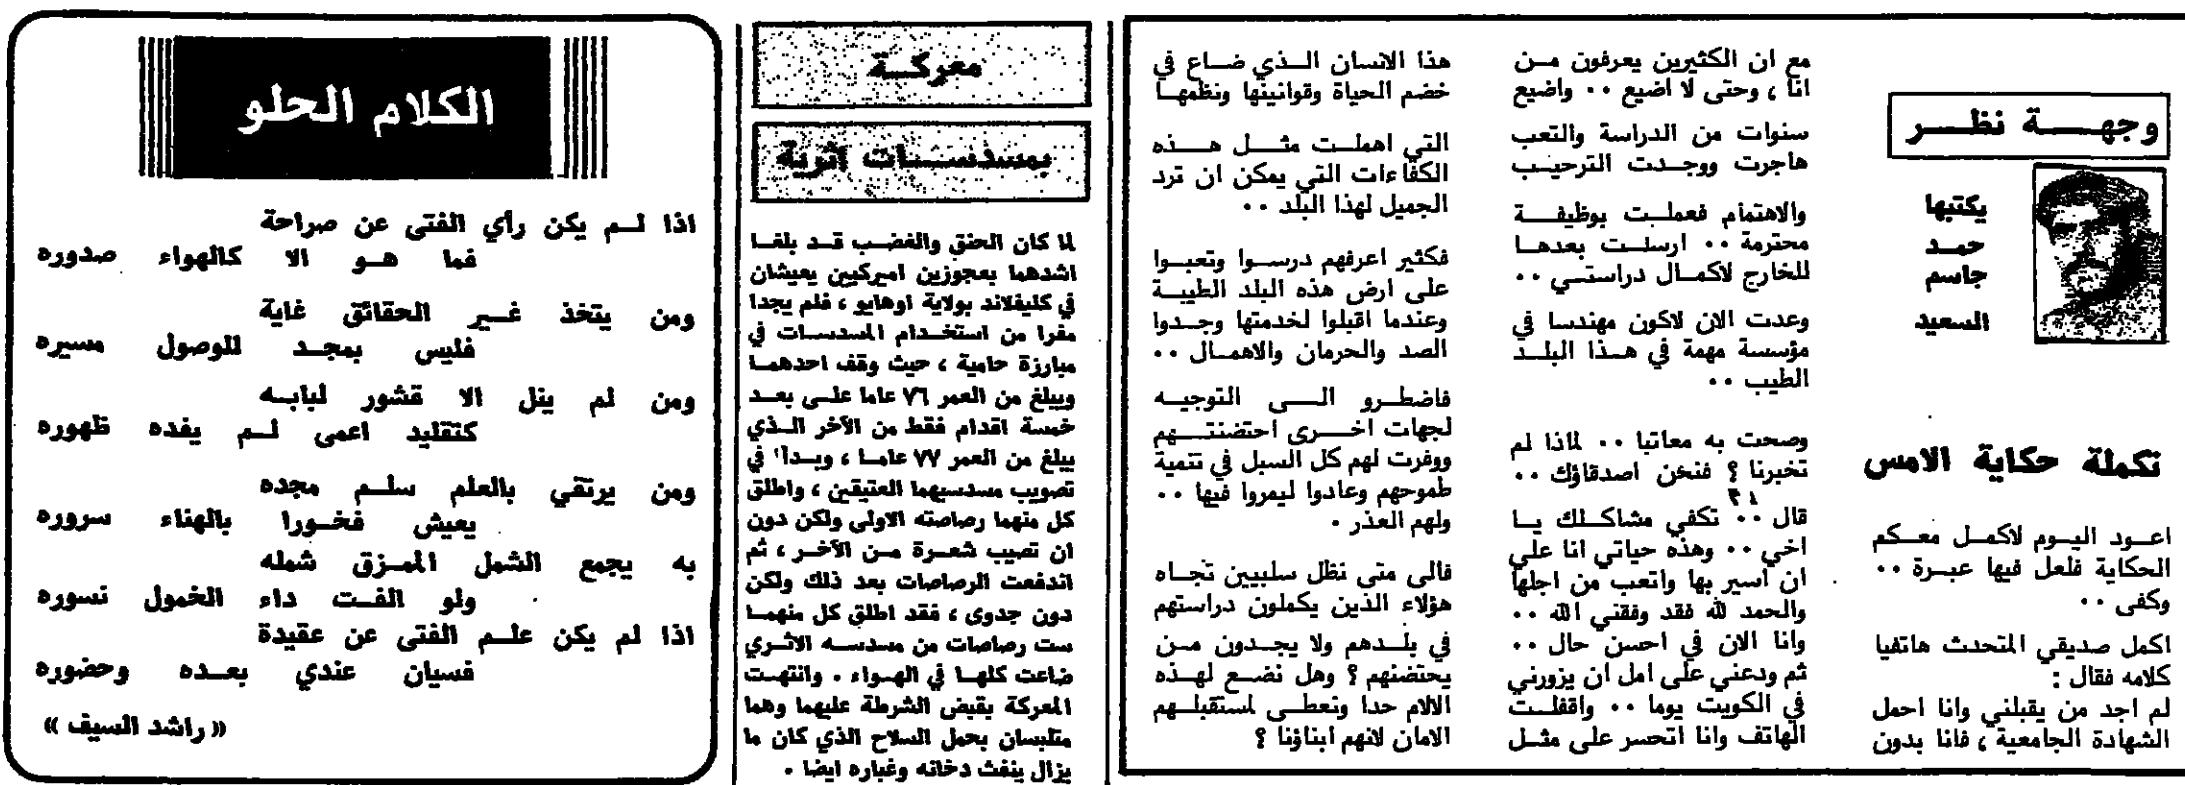 وجهة نظر
يكتبها
حمد
جاسم
السعيد
تكملة حكاية الامس
اعود اليوم لاكمل معكم
الحكاية فلعل فيها عبرة ..
وكفى ..
اكمل صديقي المتحدث هاتفيا
كلامه فقال :
لم اجد من يقبلني وانا احمل
الشهادة الجامعية ، فانا بدون
مع ان الكثيرين يعرفون من
انا ، وحتى لا اضيع .. واضيع
سنوات من الدراسة والتعب
هاجرت ووجدت الترحيب
والاهتمام فعملت بوظيفة
محترمة .. ارسلت بعدها
للخارج لاكمال دراستي ..
وعدت الان لاكون مهندسا في
مؤسسة مهمة في هذا البلد
الطيب ..
وصحت به معاتبا .. لماذا لم
تخبرنا ؟ فنحن اصدقاؤك ..
قال .. تكفي مشاكلك يا
اخي .. وهذه حياتي انا علي
ان اسير بها واتعب من اجلها
والحمد لله فقد وفقني الله ..
وانا الان في احسن حال ..
ثم ودعني على امل ان يزورني
في الكويت يوما .. واقفلت
الهاتف وانا اتحسر على مثل
هذا الانسان الذي ضاع في
خضم الحياة وقوانينها ونظمها
التي اهملت مثل هذه
الكفاءات التي يمكن ان ترد
الجميل لهذا البلد ..
فكثير اعرفهم درسوا وتعبوا
على ارض هذه البلد الطيبة
وعندما اقبلوا لخدمتها وجدوا
الصد والحرمان والاهمال ..
فاضطرو الى التوجيه
لجهات اخرى احتضنتهم
ووفرت لهم كل السبل في تنمية
طموحهم وعادوا ليمروا فيها ..
ولهم العذر .
فالى متى نظل سلبيين تجاه
هؤلاء الذين يكملون دراستهم
في بلدهم ولا يجدون من
يحتضنهم ؟ وهل نضع لهذه
الالام حدا ونعطى لمستقبلهم
الامان لانهم ابناؤنا ؟
معركة
بمسدسات اثرية
لما كان الحنق والغضب قد بلغا
اشدهما بعجوزين اميركيين يعيشان
في كليفلاند بولاية اوهايو ، فلم يجدا
مفرا من استخدام المسدسات في
مبارزة حامية ، حيث وقف احدهما
ويبلغ من العمر ٧٦ عاما على بعد
خمسة اقدام فقط من الآخر الذي
يبلغ من العمر ٧٧ عاما ، وبدأ في
تصويب مسدسيهما العتيقين ، واطلق
كل منهما رصاصته الاولى ولكن دون
ان تصيب شعرة من الآخر ، ثم
اندفعت الرصاصات بعد ذلك ولكن
دون جدوى ، فقد اطلق كل منهما
ست رصاصات من مسدسه الاثري
ضاعت كلها في الهواء . وانتهت
المعركة بقبض الشرطة عليهما وهما
متلبسان بحمل السلاح الذي كان ما
يزال ينفث دخانه وغباره ايضا .
الكلام الحلو
اذا لم يكن رأي الفتى عن صراحة
فما هو الا كالهواء صدوره
ومن يتخذ غير الحقائق غاية
فليس بمجد للوصول مسيره
ومن لم ينل الا قشور لبابه
كتقليد اعمى لم يفده ظهوره
ومن يرتقي بالعلم سلم مجده
يعيش فخورا بالهناء سروره
به يجمع الشمل الممزق شمله
ولو الفت داء الخمول نسوره
اذا لم يكن علم الفتى عن عقيدة
فسيان عندي بعده وحضوره
« راشد السيف »